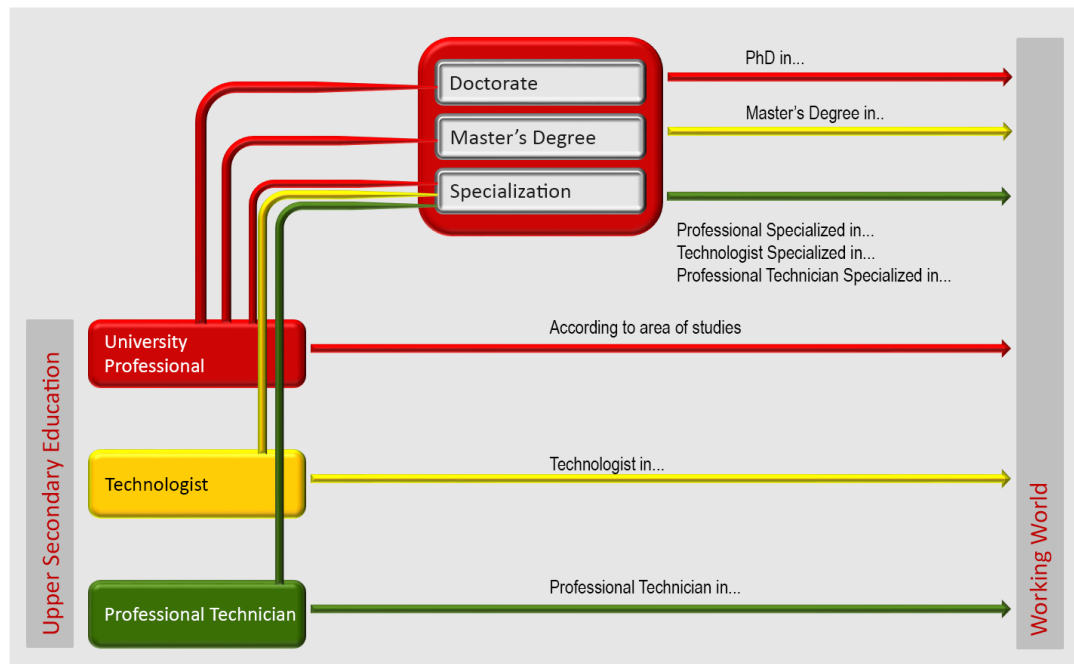 Doctorate
Master's Degree
Specialization
PhD in...
Master's Degree in..
Professional Specialized in...
Technologist Specialized in...
Professional Technician Specialized in...
University
Professional
According to area of studies
Technologist
Technologist in...
Professional Technician
Professional Technician in...
Upper Secondary Education
Working World